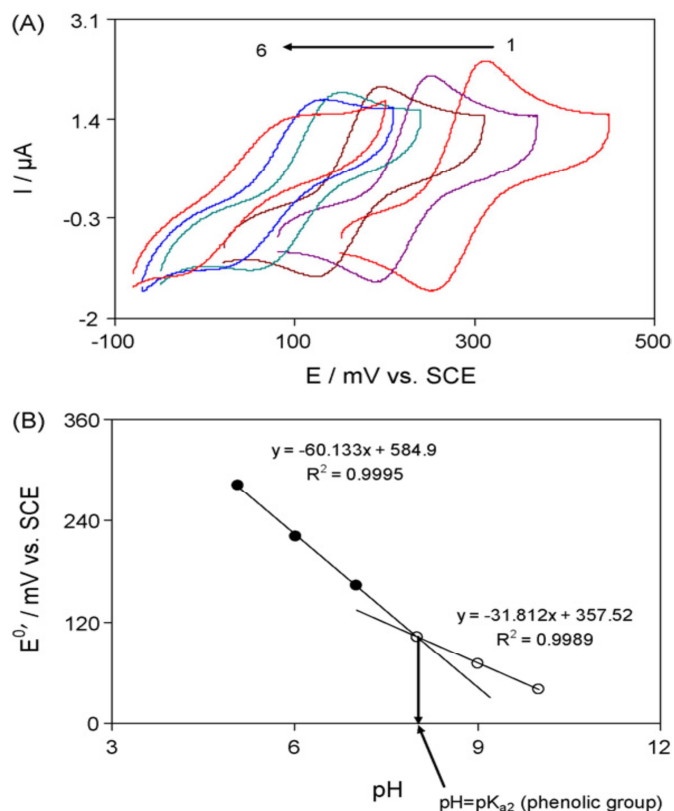 (A)
3.1
1.4
-0.3
-2
6
1
I / µA
-100
100
300
500
E / mV vs. SCE
(B)
360
240
120
0
E⁰′ / mV vs. SCE
y = -60.133x + 584.9
R² = 0.9995
y = -31.812x + 357.52
R² = 0.9989
3
6
9
12
pH
pH=pKₐ₂ (phenolic group)